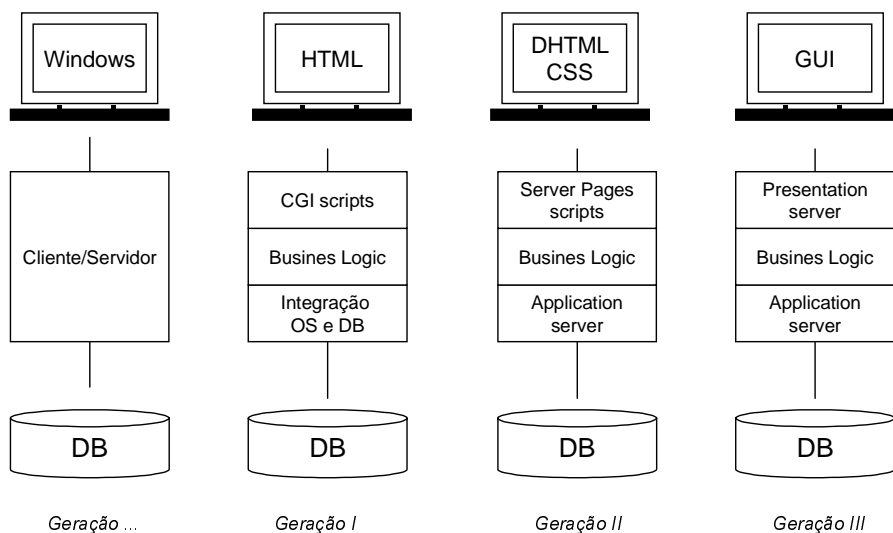 Windows
HTML
DHTML
CSS
GUI
Cliente/Servidor
CGI scripts
Server Pages
scripts
Presentation
server
Busines Logic
Busines Logic
Busines Logic
Integração
OS e DB
Application
server
Application
server
DB
DB
DB
DB
Geração ...
Geração I
Geração II
Geração III